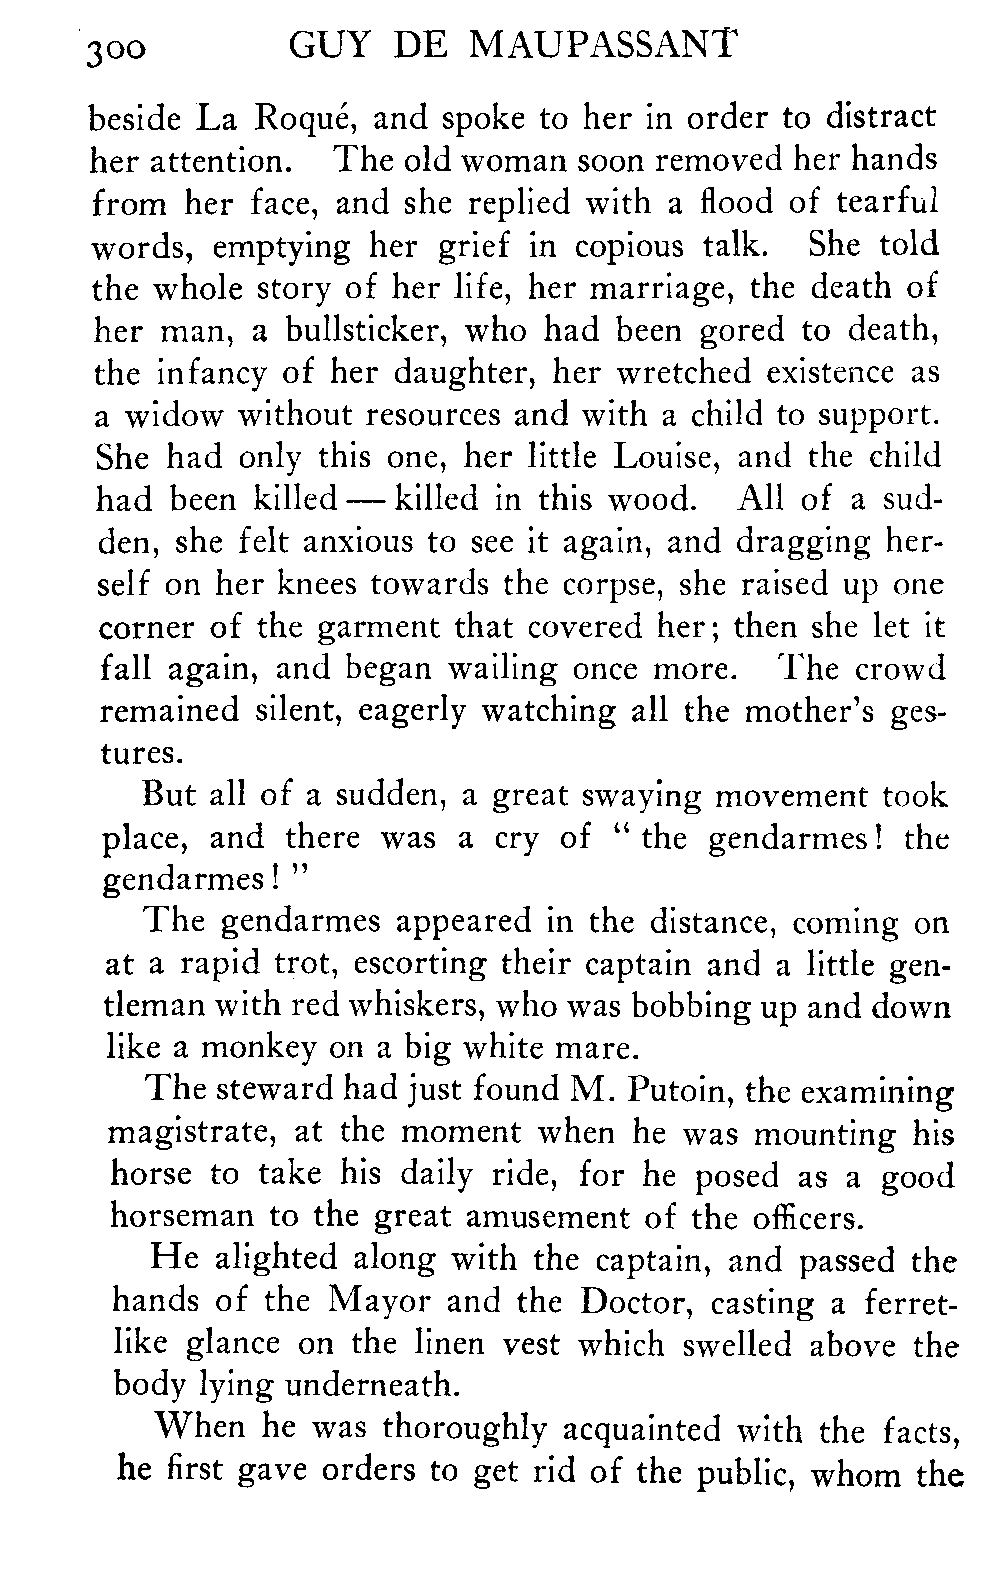 300 GUY DE MAUPASSANT
beside La Roqué, and spoke to her in order to distract
her attention. The old woman soon removed her hands
from her face, and she replied with a flood of tearful
words, emptying her grief in copious talk. She told
the whole story of her life, her marriage, the death of
her man, a bullsticker, who had been gored to death,
the infancy of her daughter, her wretched existence as
a widow without resources and with a child to support.
She had only this one, her little Louise, and the child
had been killed — killed in this wood. All of a sud-
den, she felt anxious to see it again, and dragging her-
self on her knees towards the corpse, she raised up one
corner of the garment that covered her; then she let it
fall again, and began wailing once more. The crowd
remained silent, eagerly watching all the mother's ges-
tures.
But all of a sudden, a great swaying movement took
place, and there was a cry of " the gendarmes! the
gendarmes! "
The gendarmes appeared in the distance, coming on
at a rapid trot, escorting their captain and a little gen-
tleman with red whiskers, who was bobbing up and down
like a monkey on a big white mare.
The steward had just found M. Putoin, the examining
magistrate, at the moment when he was mounting his
horse to take his daily ride, for he posed as a good
horseman to the great amusement of the officers.
He alighted along with the captain, and passed the
hands of the Mayor and the Doctor, casting a ferret-
like glance on the linen vest which swelled above the
body lying underneath.
When he was thoroughly acquainted with the facts,
he first gave orders to get rid of the public, whom the